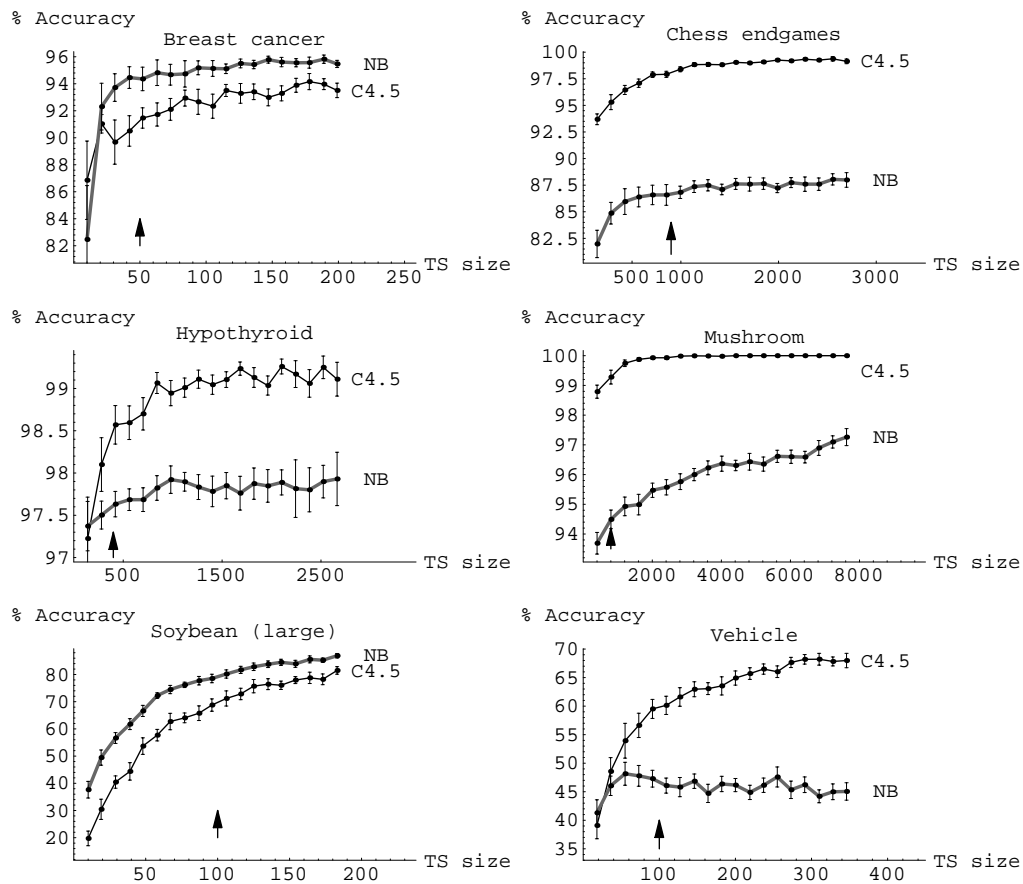 % Accuracy
Breast cancer
96
94
92
90
88
86
84
82
NB
C4.5
50
100
150
200
250
TS size
% Accuracy
Chess endgames
100
97.5
95
92.5
90
87.5
85
82.5
C4.5
NB
500
1000
2000
3000
TS size
% Accuracy
Hypothyroid
99
98.5
98
97.5
97
C4.5
NB
500
1500
2500
TS size
% Accuracy
Mushroom
100
99
98
97
96
95
94
C4.5
NB
2000
4000
6000
8000
TS size
% Accuracy
Soybean (large)
80
70
60
50
40
30
20
NB
C4.5
50
100
150
200
TS size
% Accuracy
Vehicle
70
65
60
55
50
45
40
35
C4.5
NB
100
200
300
400
TS size